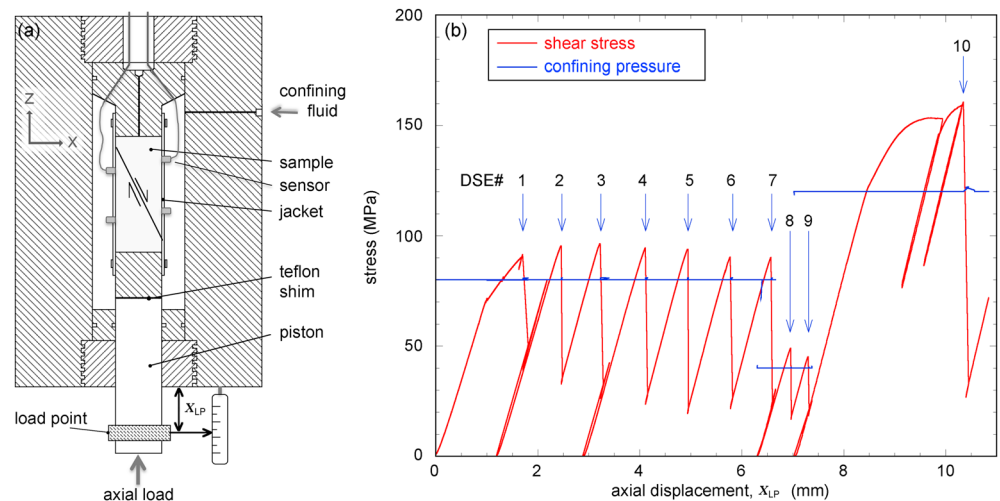 (a)
Z
X
confining
fluid
sample
sensor
jacket
teflon
shim
piston
load point
X_LP
axial load
(b)
shear stress
confining pressure
DSE# 1 2 3 4 5 6 7
8 9
10
stress (MPa)
200
150
100
50
0
0 2 4 6 8 10
axial displacement, X_LP (mm)